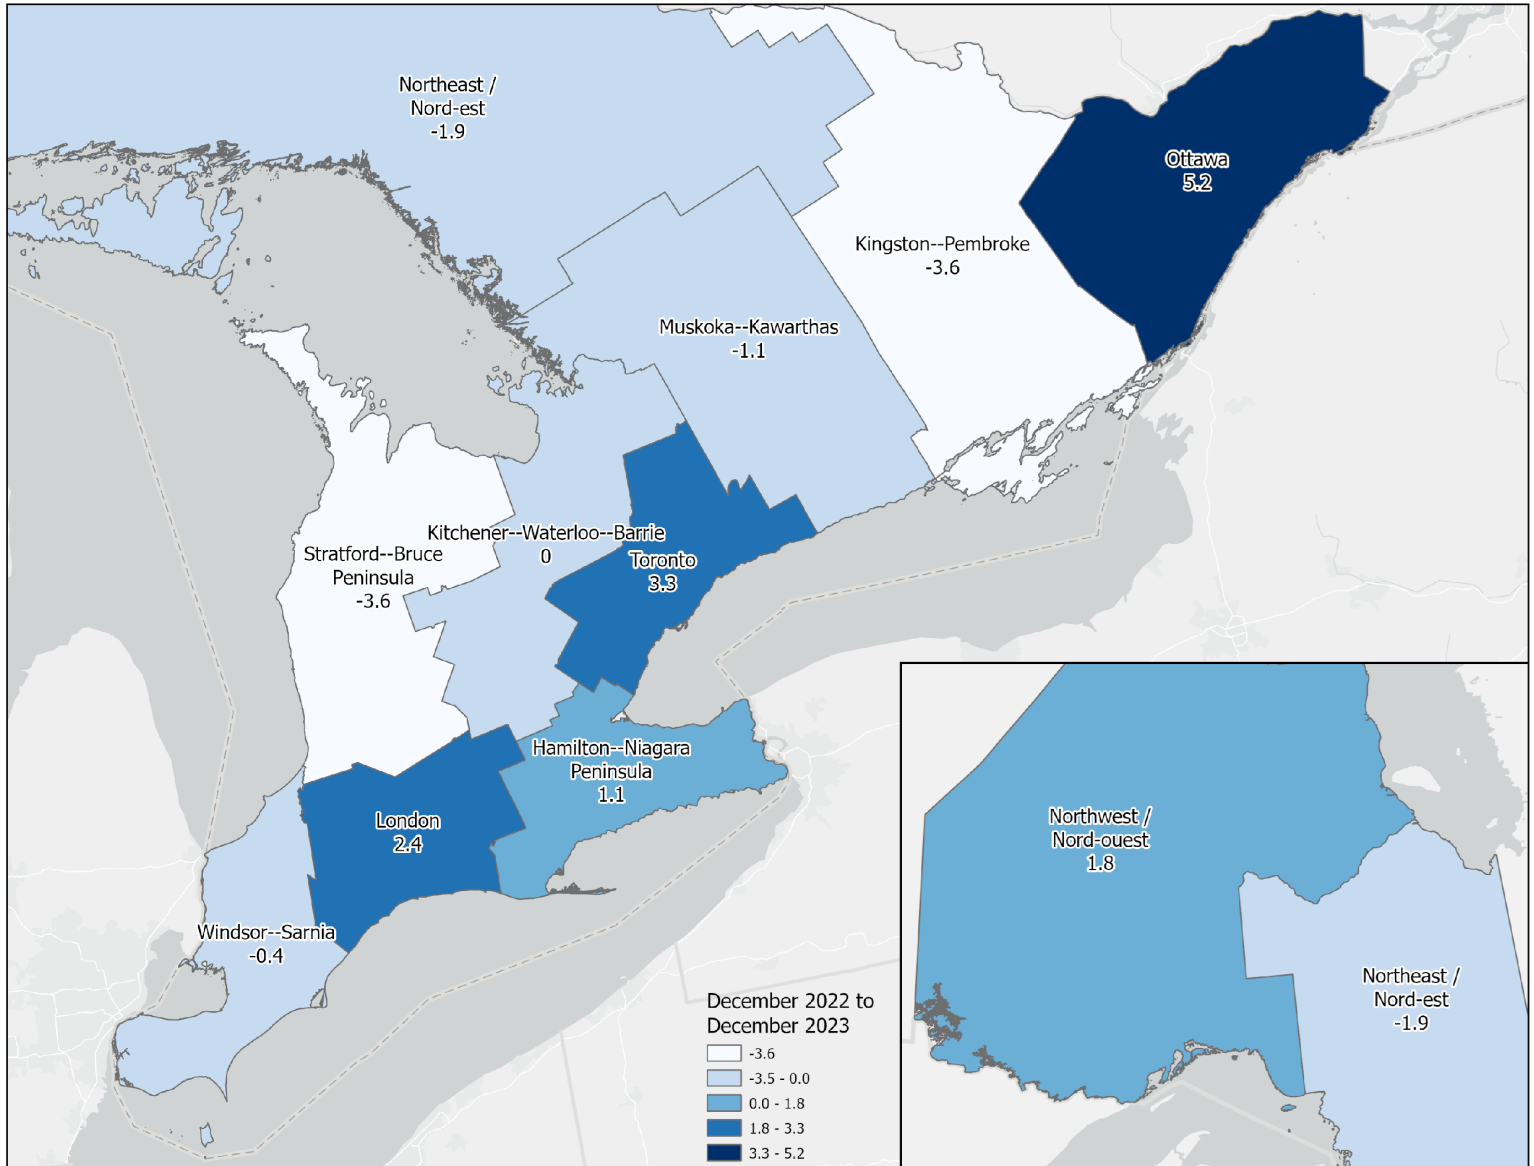 Northeast /
Nord-est
-1.9
Ottawa
5.2
Kingston--Pembroke
-3.6
Muskoka--Kawarthas
-1.1
Kitchener--Waterloo--Barrie
0
Stratford--Bruce
Peninsula
-3.6
Toronto
3.3
Hamilton--Niagara
Peninsula
1.1
London
2.4
Windsor--Sarnia
-0.4
Northwest /
Nord-ouest
1.8
Northeast /
Nord-est
-1.9
December 2022 to
December 2023
-3.6
-3.5 - 0.0
0.0 - 1.8
1.8 - 3.3
3.3 - 5.2